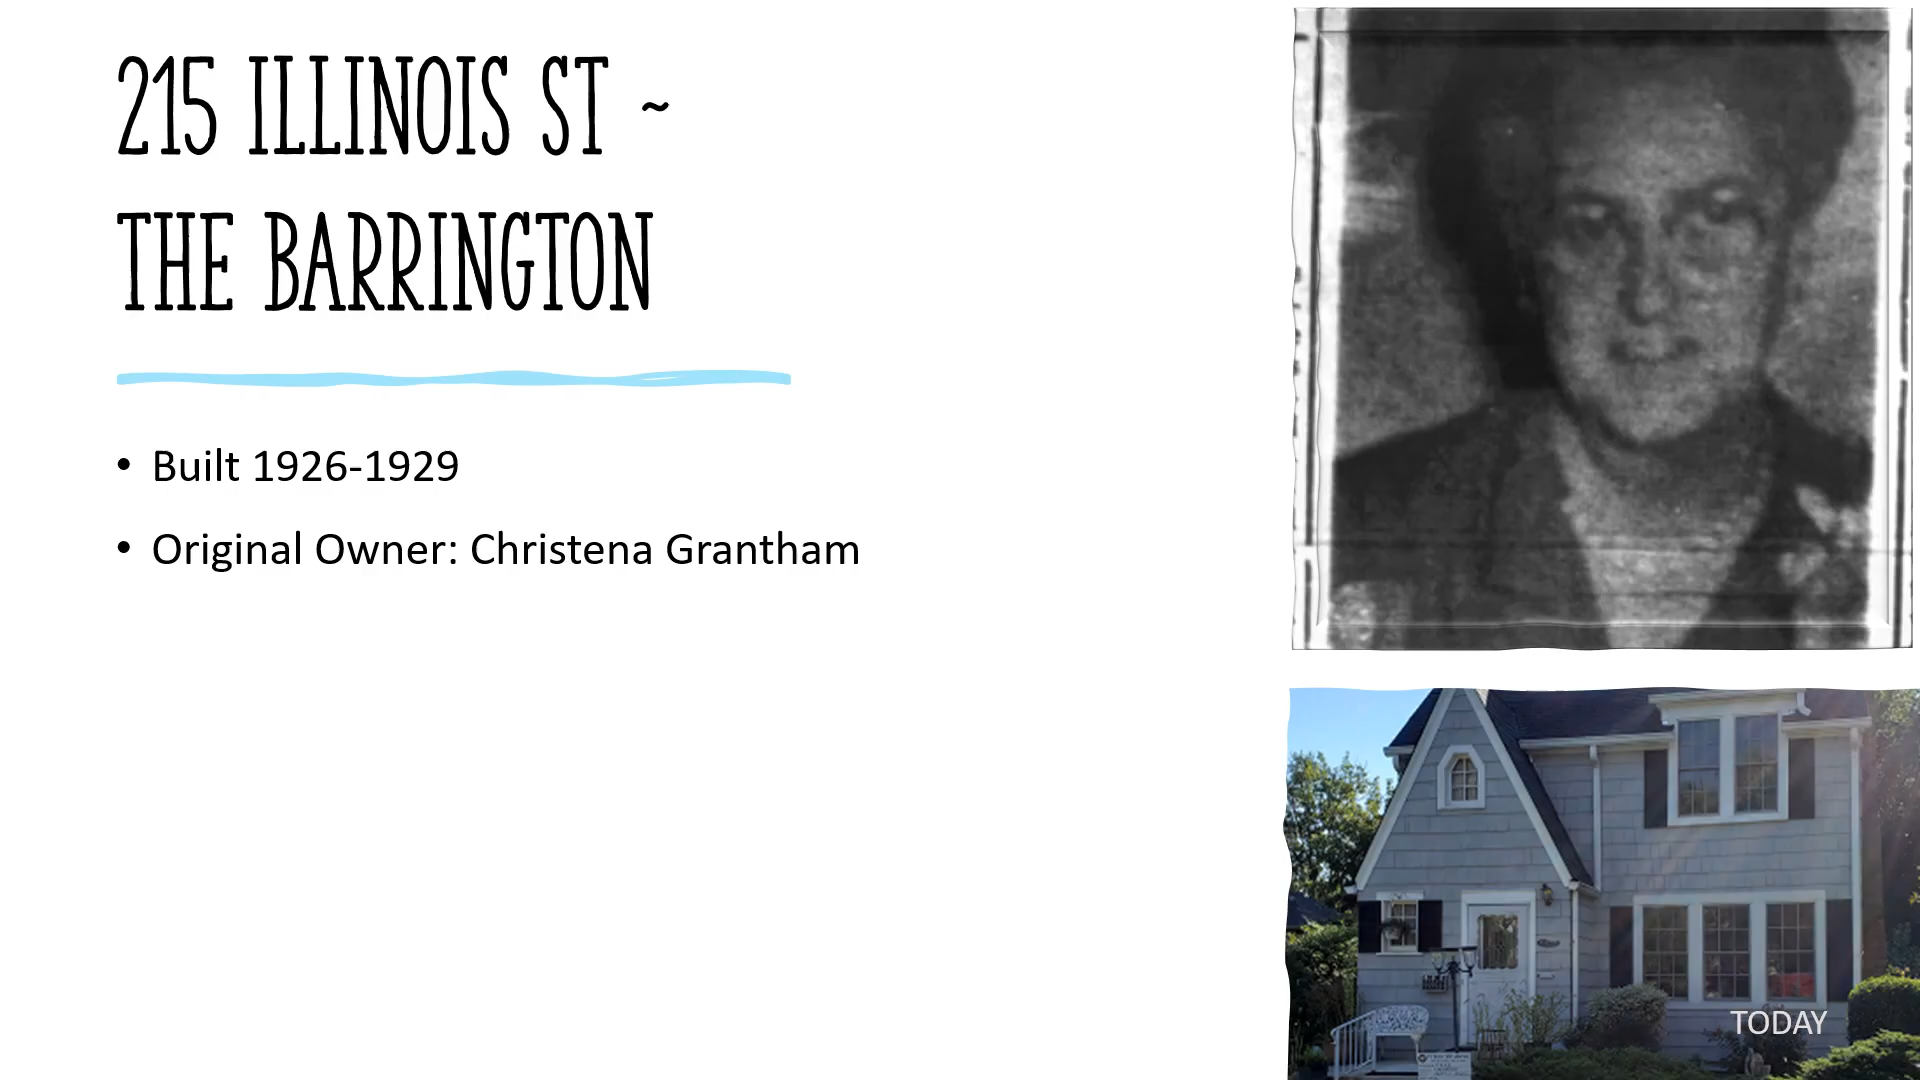 215 ILLINOIS ST ~
THE BARRINGTON
• Built 1926-1929
• Original Owner: Christena Grantham
TODAY